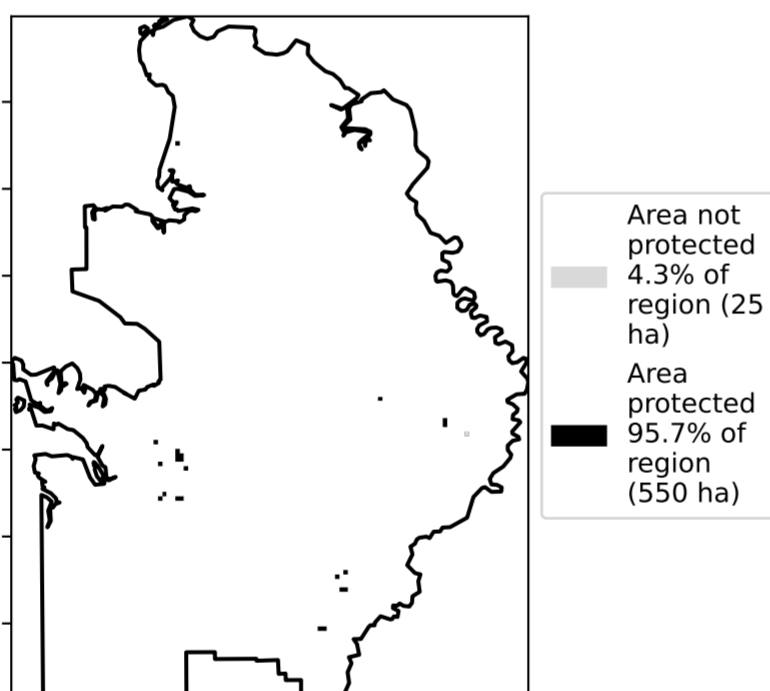 Area not
protected
4.3% of
region (25
ha)
Area
protected
95.7% of
region
(550 ha)